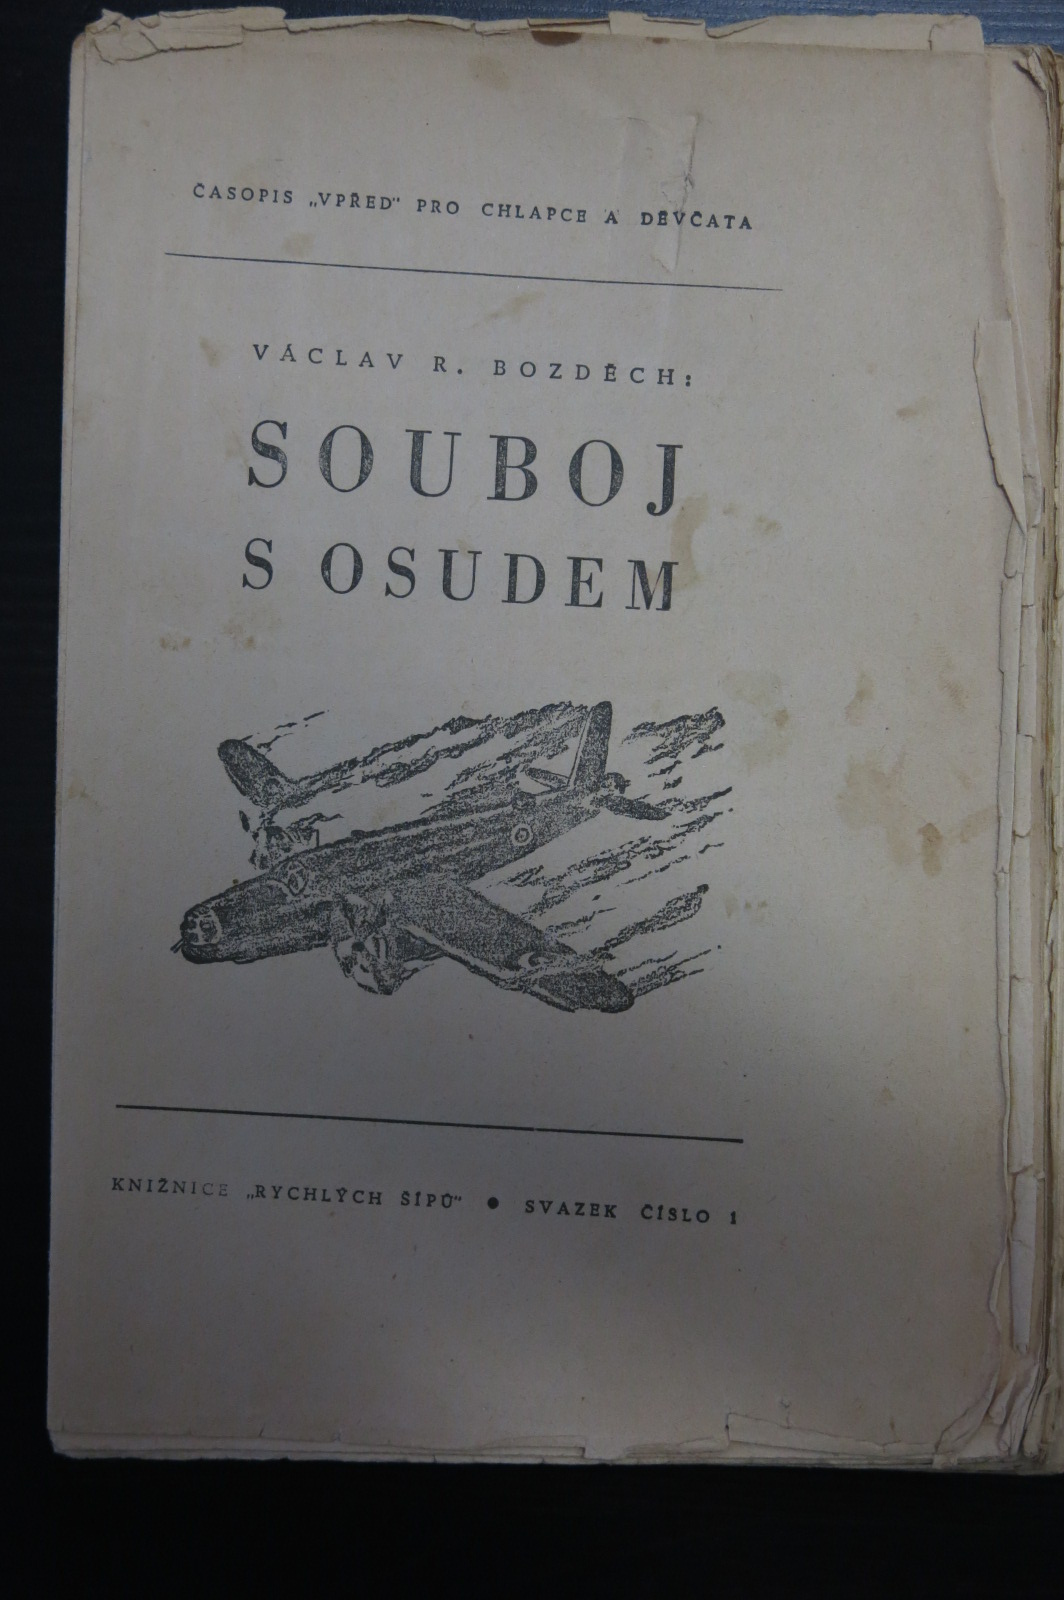 ČASOPIS „VPŘED" PRO CHLAPCE A DĚVČATA
VÁCLAV R. BOZDĚCH:
SOUBOJ
S OSUDEM
KNIŽNICE „RYCHLÝCH ŠÍPŮ" ● SVAZEK ČÍSLO 1